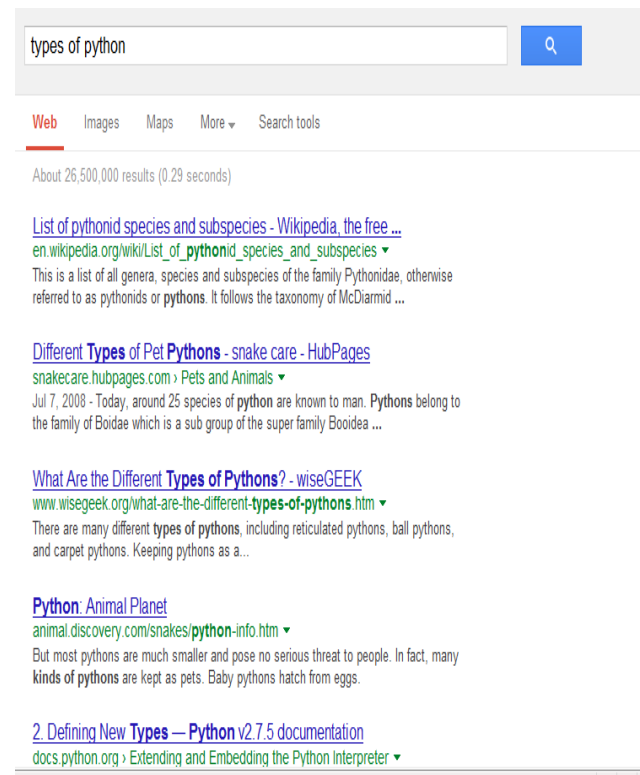 types of python
Web Images Maps More Search tools
About 26,500,000 results (0.29 seconds)
List of pythonid species and subspecies - Wikipedia, the free ...
en.wikipedia.org/wiki/List_of_pythonid_species_and_subspecies
This is a list of all genera, species and subspecies of the family Pythonidae, otherwise
referred to as pythonids or pythons. It follows the taxonomy of McDiarmid ...
Different Types of Pet Pythons - snake care - HubPages
snakecare.hubpages.com › Pets and Animals
Jul 7, 2008 - Today, around 25 species of python are known to man. Pythons belong to
the family of Boidae which is a sub group of the super family Booidea ...
What Are the Different Types of Pythons? - wiseGEEK
www.wisegeek.org/what-are-the-different-types-of-pythons.htm
There are many different types of pythons, including reticulated pythons, ball pythons,
and carpet pythons. Keeping pythons as a...
Python: Animal Planet
animal.discovery.com/snakes/python-info.htm
But most pythons are much smaller and pose no serious threat to people. In fact, many
kinds of pythons are kept as pets. Baby pythons hatch from eggs.
2. Defining New Types — Python v2.7.5 documentation
docs.python.org › Extending and Embedding the Python Interpreter